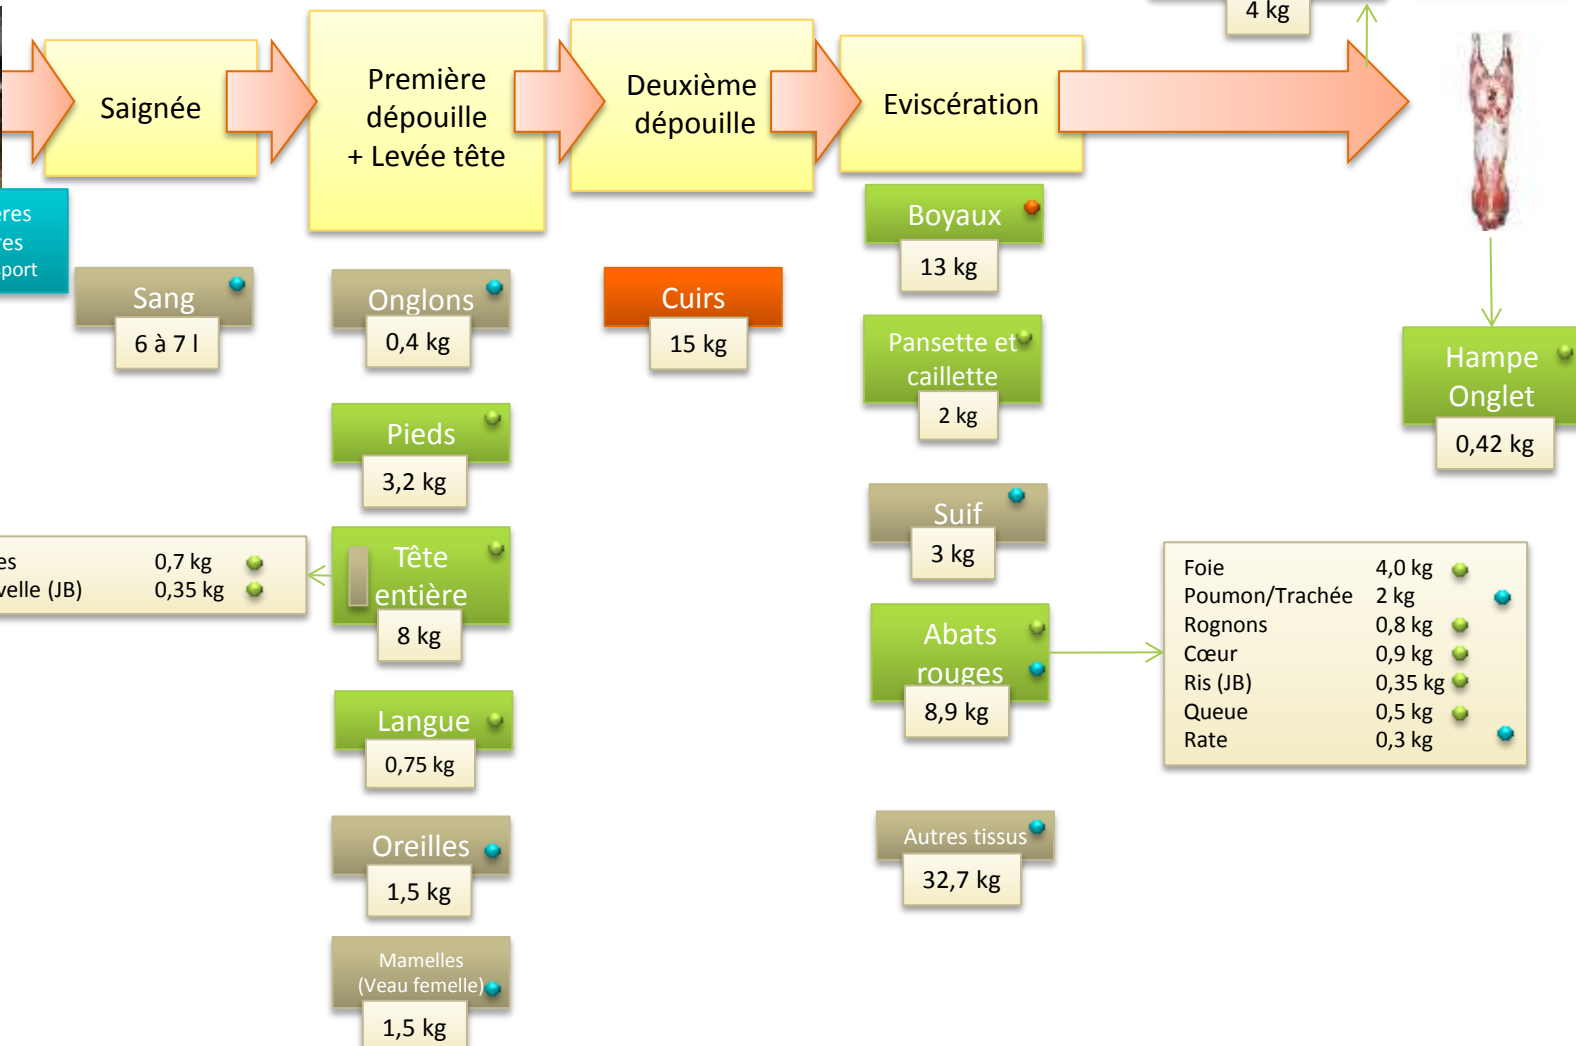 4 kg
Saignée
Première
dépouille
+ Levée tête
Deuxième
dépouille
Eviscération
sport
Sang
6 à 7 l
Onglons
0,4 kg
Pieds
3,2 kg
Tête
entière
8 kg
0,7 kg
(JB) 0,35 kg
Langue
0,75 kg
Oreilles
1,5 kg
Mamelles
(Veau femelle)
1,5 kg
Cuirs
15 kg
Boyaux
13 kg
Pansette et
caillette
2 kg
Suif
3 kg
Abats
rouges
8,9 kg
Foie 4,0 kg
Poumon/Trachée 2 kg
Rognons 0,8 kg
Cœur 0,9 kg
Ris (JB) 0,35 kg
Queue 0,5 kg
Rate 0,3 kg
Autres tissus
32,7 kg
Hampe
Onglet
0,42 kg